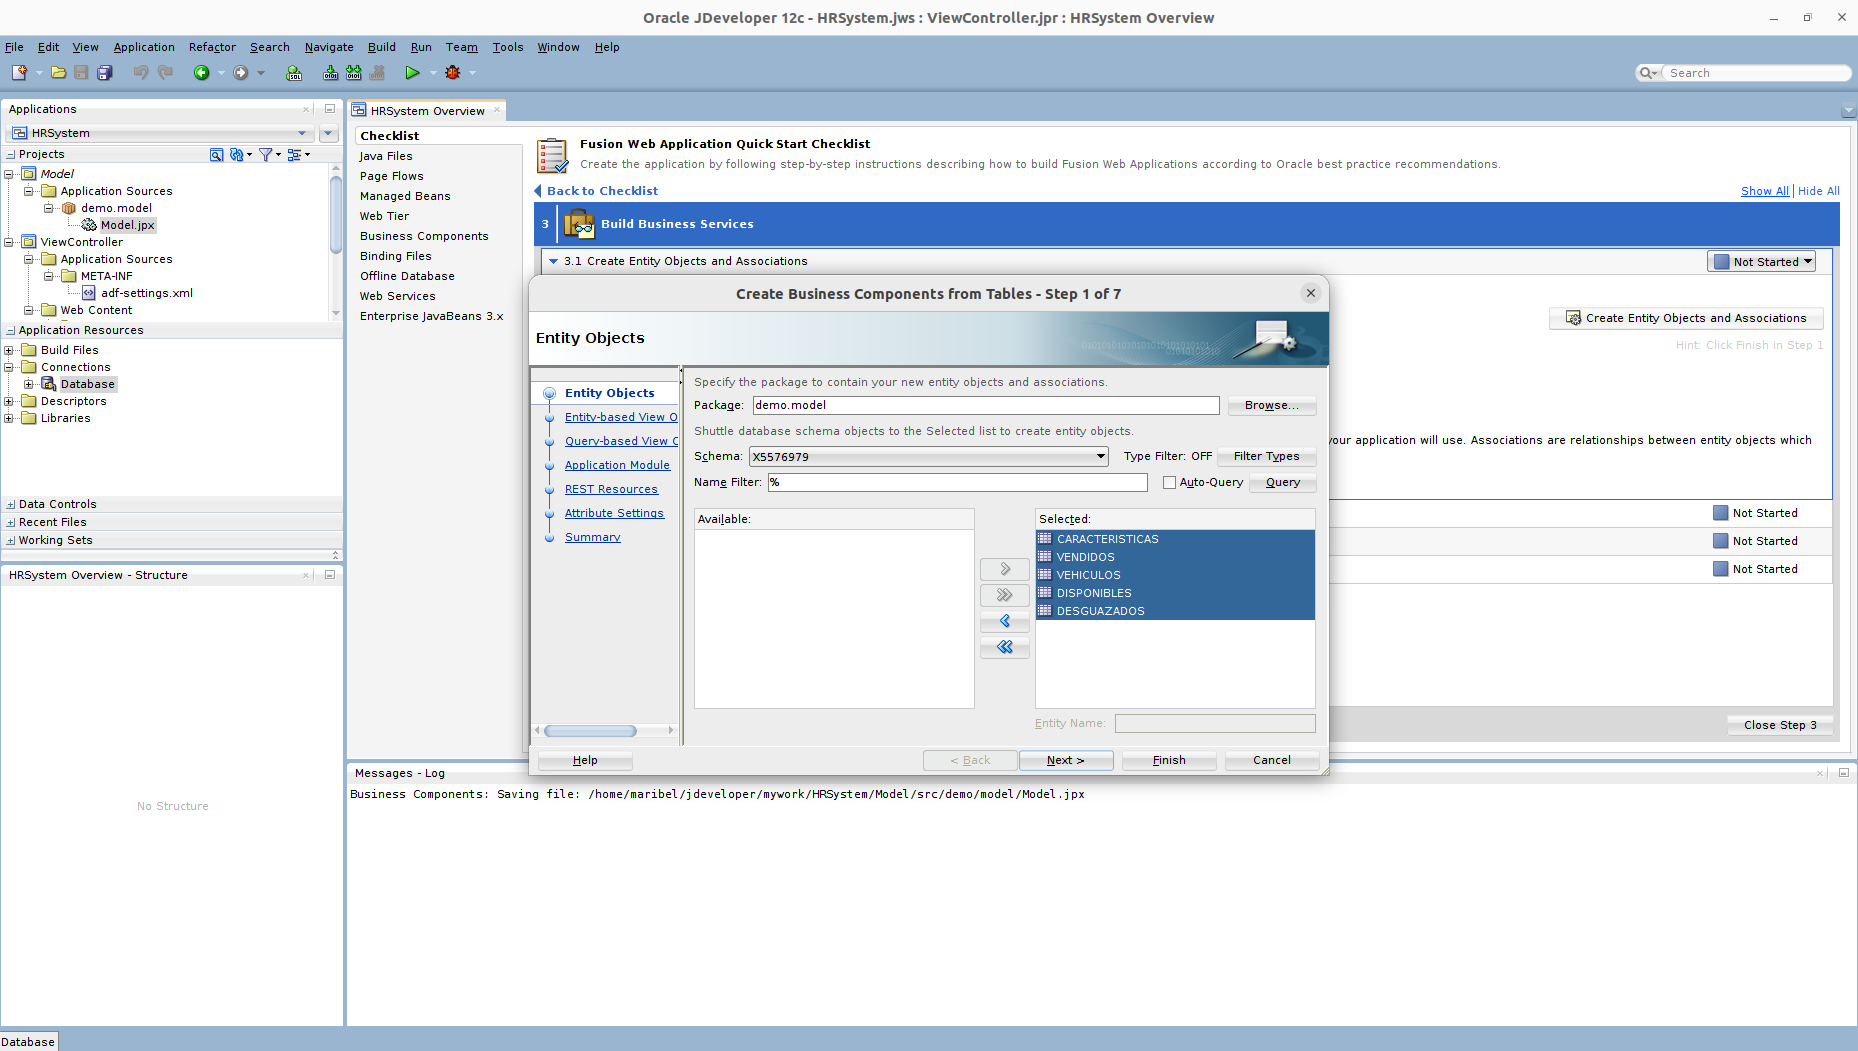 Oracle JDeveloper 12c - HRSystem.jws : ViewController.jpr : HRSystem Overview
File Edit View Application Refactor Search Navigate Build Run Team Tools Window Help
Search
Applications
HRSystem
Projects
Model
Application Sources
demo.model
Model.jpx
ViewController
Application Sources
META-INF
adf-settings.xml
Web Content
Application Resources
Build Files
Connections
Database
Descriptors
Libraries
Data Controls
Recent Files
Working Sets
HRSystem Overview - Structure
No Structure
Database
HRSystem Overview
Checklist
Java Files
Page Flows
Managed Beans
Web Tier
Business Components
Binding Files
Offline Database
Web Services
Enterprise JavaBeans 3.x
Fusion Web Application Quick Start Checklist
Create the application by following step-by-step instructions describing how to build Fusion Web Applications according to Oracle best practice recommendations.
Back to Checklist
Show All Hide All
3 Build Business Services
3.1 Create Entity Objects and Associations
Not Started
Create Entity Objects and Associations
Hint: Click Finish in Step 1
your application will use. Associations are relationships between entity objects which
Not Started
Not Started
Not Started
Close Step 3
Create Business Components from Tables - Step 1 of 7
Entity Objects
Entity Objects
Entity-based View O
Query-based View C
Application Module
REST Resources
Attribute Settings
Summary
Specify the package to contain your new entity objects and associations.
Package: demo.model Browse...
Shuttle database schema objects to the Selected list to create entity objects.
Schema: X5576979 Type Filter: OFF Filter Types
Name Filter: % Auto-Query Query
Available:
Selected:
CARACTERISTICAS
VENDIDOS
VEHICULOS
DISPONIBLES
DESGUAZADOS
Entity Name:
Help < Back Next > Finish Cancel
Messages - Log
Business Components: Saving file: /home/maribel/jdeveloper/mywork/HRSystem/Model/src/demo/model/Model.jpx